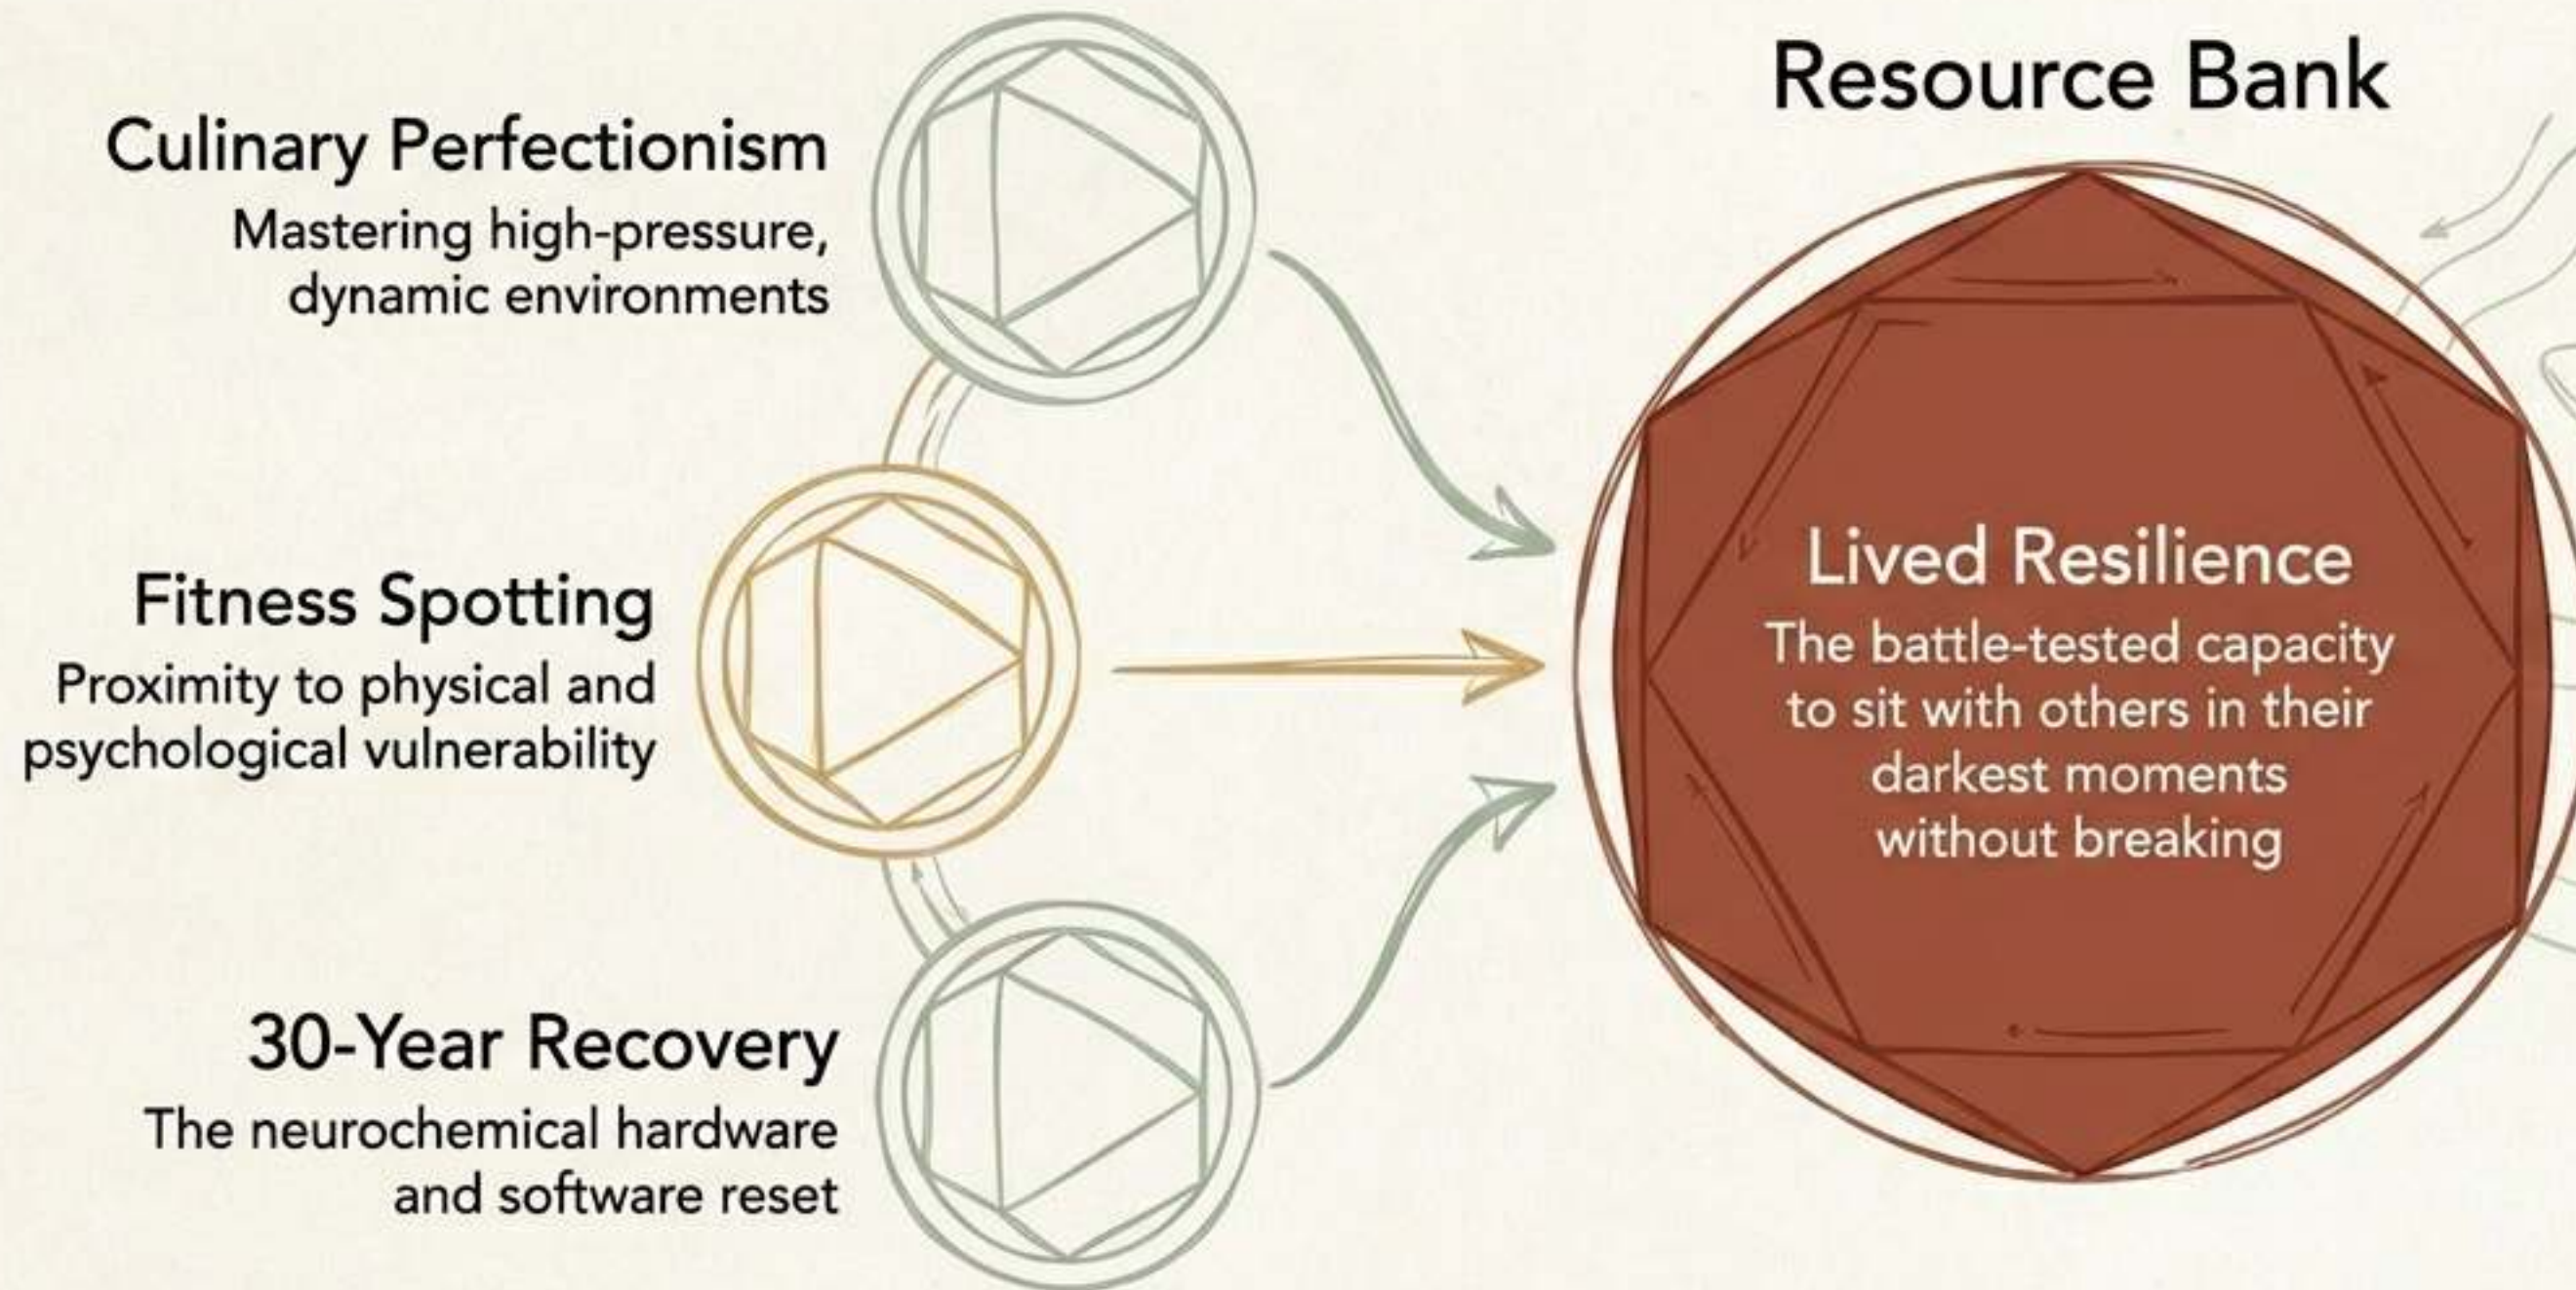 Culinary Perfectionism
Mastering high-pressure,
dynamic environments
Fitness Spotting
Proximity to physical and
psychological vulnerability
30-Year Recovery
The neurochemical hardware
and software reset
Resource Bank
Lived Resilience
The battle-tested capacity
to sit with others in their
darkest moments
without breaking